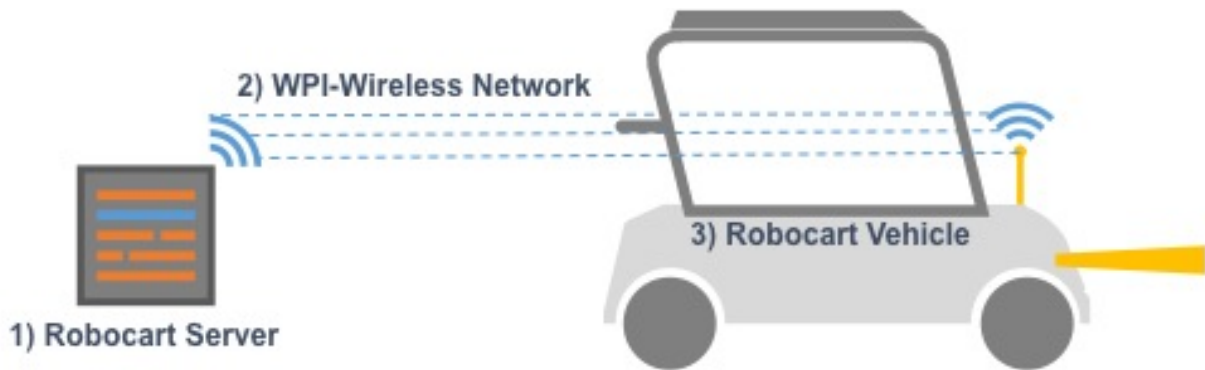 2) WPI-Wireless Network
3) Robocart Vehicle
1) Robocart Server